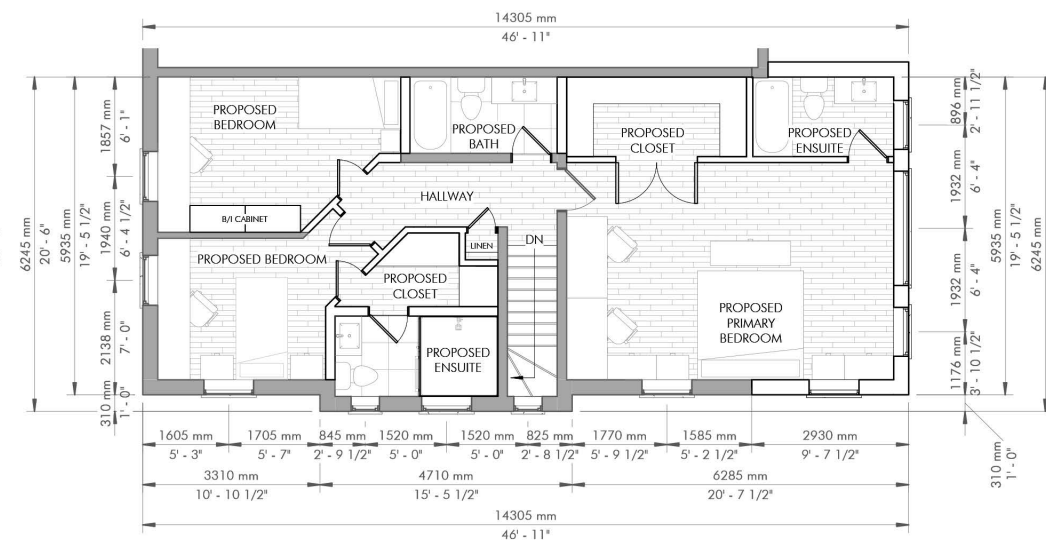 14305 mm
46' - 11"
6245 mm
20' - 6"
5935 mm
19' - 5 1/2"
1857 mm
6' - 1"
1940 mm
6' - 4 1/2"
2138 mm
7' - 0"
310 mm
1' - 0"
PROPOSED
BEDROOM
B/I CABINET
PROPOSED
BATH
PROPOSED
CLOSET
PROPOSED
ENSUITE
HALLWAY
LINEN
DN
PROPOSED BEDROOM
PROPOSED
CLOSET
PROPOSED
ENSUITE
PROPOSED
PRIMARY
BEDROOM
896 mm
2' - 11 1/2"
1932 mm
6' - 4"
1932 mm
6' - 4"
1176 mm
3' - 10 1/2"
5935 mm
19' - 5 1/2"
6245 mm
310 mm
1' - 0"
1605 mm
5' - 3"
1705 mm
5' - 7"
845 mm
2' - 9 1/2"
1520 mm
5' - 0"
1520 mm
5' - 0"
825 mm
2' - 8 1/2"
1770 mm
5' - 9 1/2"
1585 mm
5' - 2 1/2"
2930 mm
9' - 7 1/2"
3310 mm
10' - 10 1/2"
4710 mm
15' - 5 1/2"
6285 mm
20' - 7 1/2"
14305 mm
46' - 11"